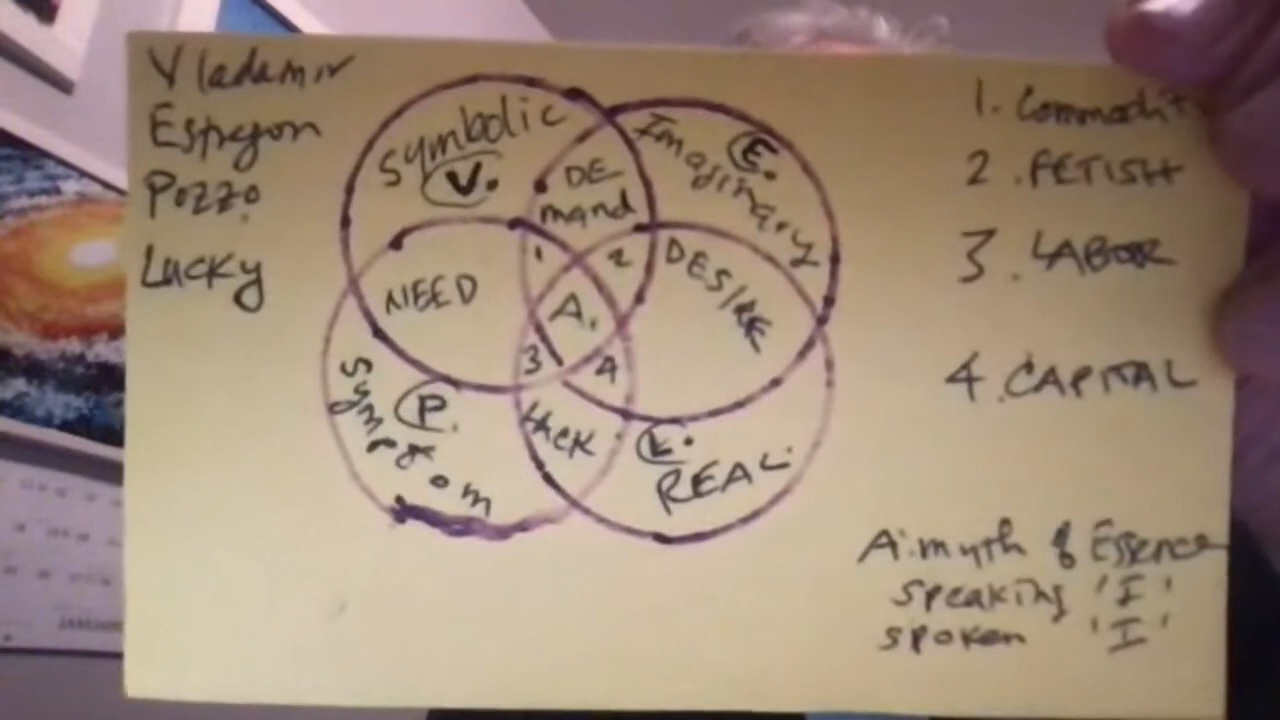 Vladamir
Estragon
Pozzo
Lucky
Symbolic
V.
DE
mand
Imaginary
E.
1
2
NEED
DESIRE
A.
3
4
Symptom
P.
LACK
L.
REAL
1. Commodit
2. FETISH
3. LABOR
4. CAPITAL
A: myth of Essence
speaking 'I'
spoken 'I'